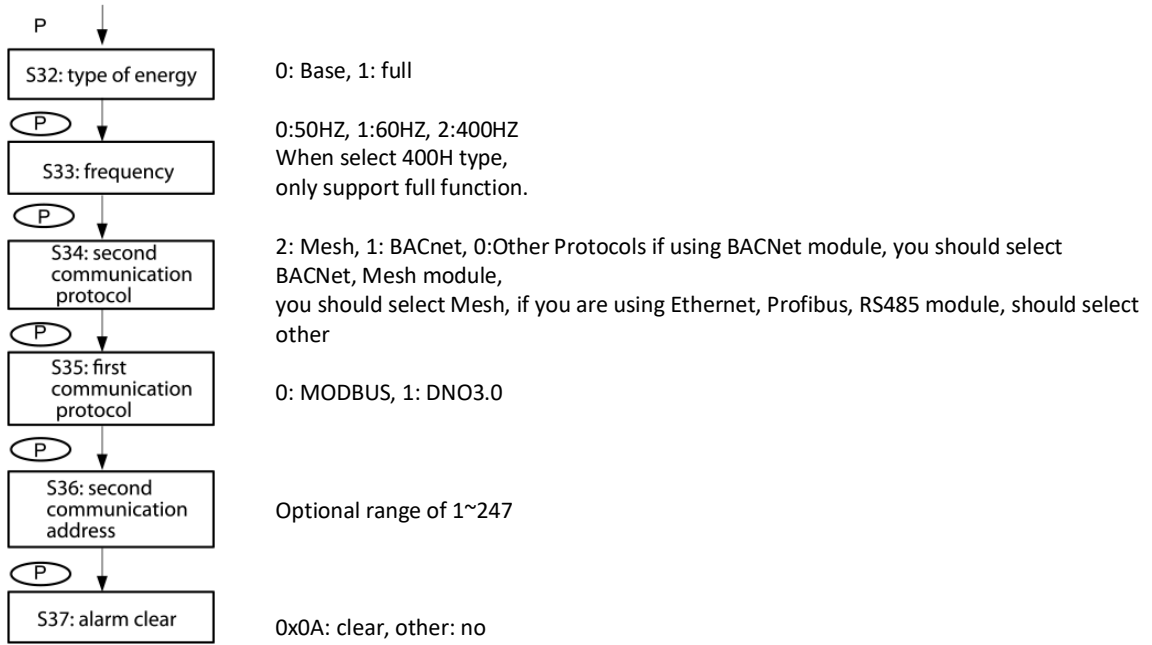 P
S32: type of energy
0: Base, 1: full
P
0:50HZ, 1:60HZ, 2:400HZ
When select 400H type,
only support full function.
S33: frequency
P
S34: second
communication
protocol
2: Mesh, 1: BACnet, 0:Other Protocols if using BACNet module, you should select
BACNet, Mesh module,
you should select Mesh, if you are using Ethernet, Profibus, RS485 module, should select
other
P
S35: first
communication
protocol
0: MODBUS, 1: DNO3.0
P
S36: second
communication
address
Optional range of 1~247
P
S37: alarm clear
0x0A: clear, other: no